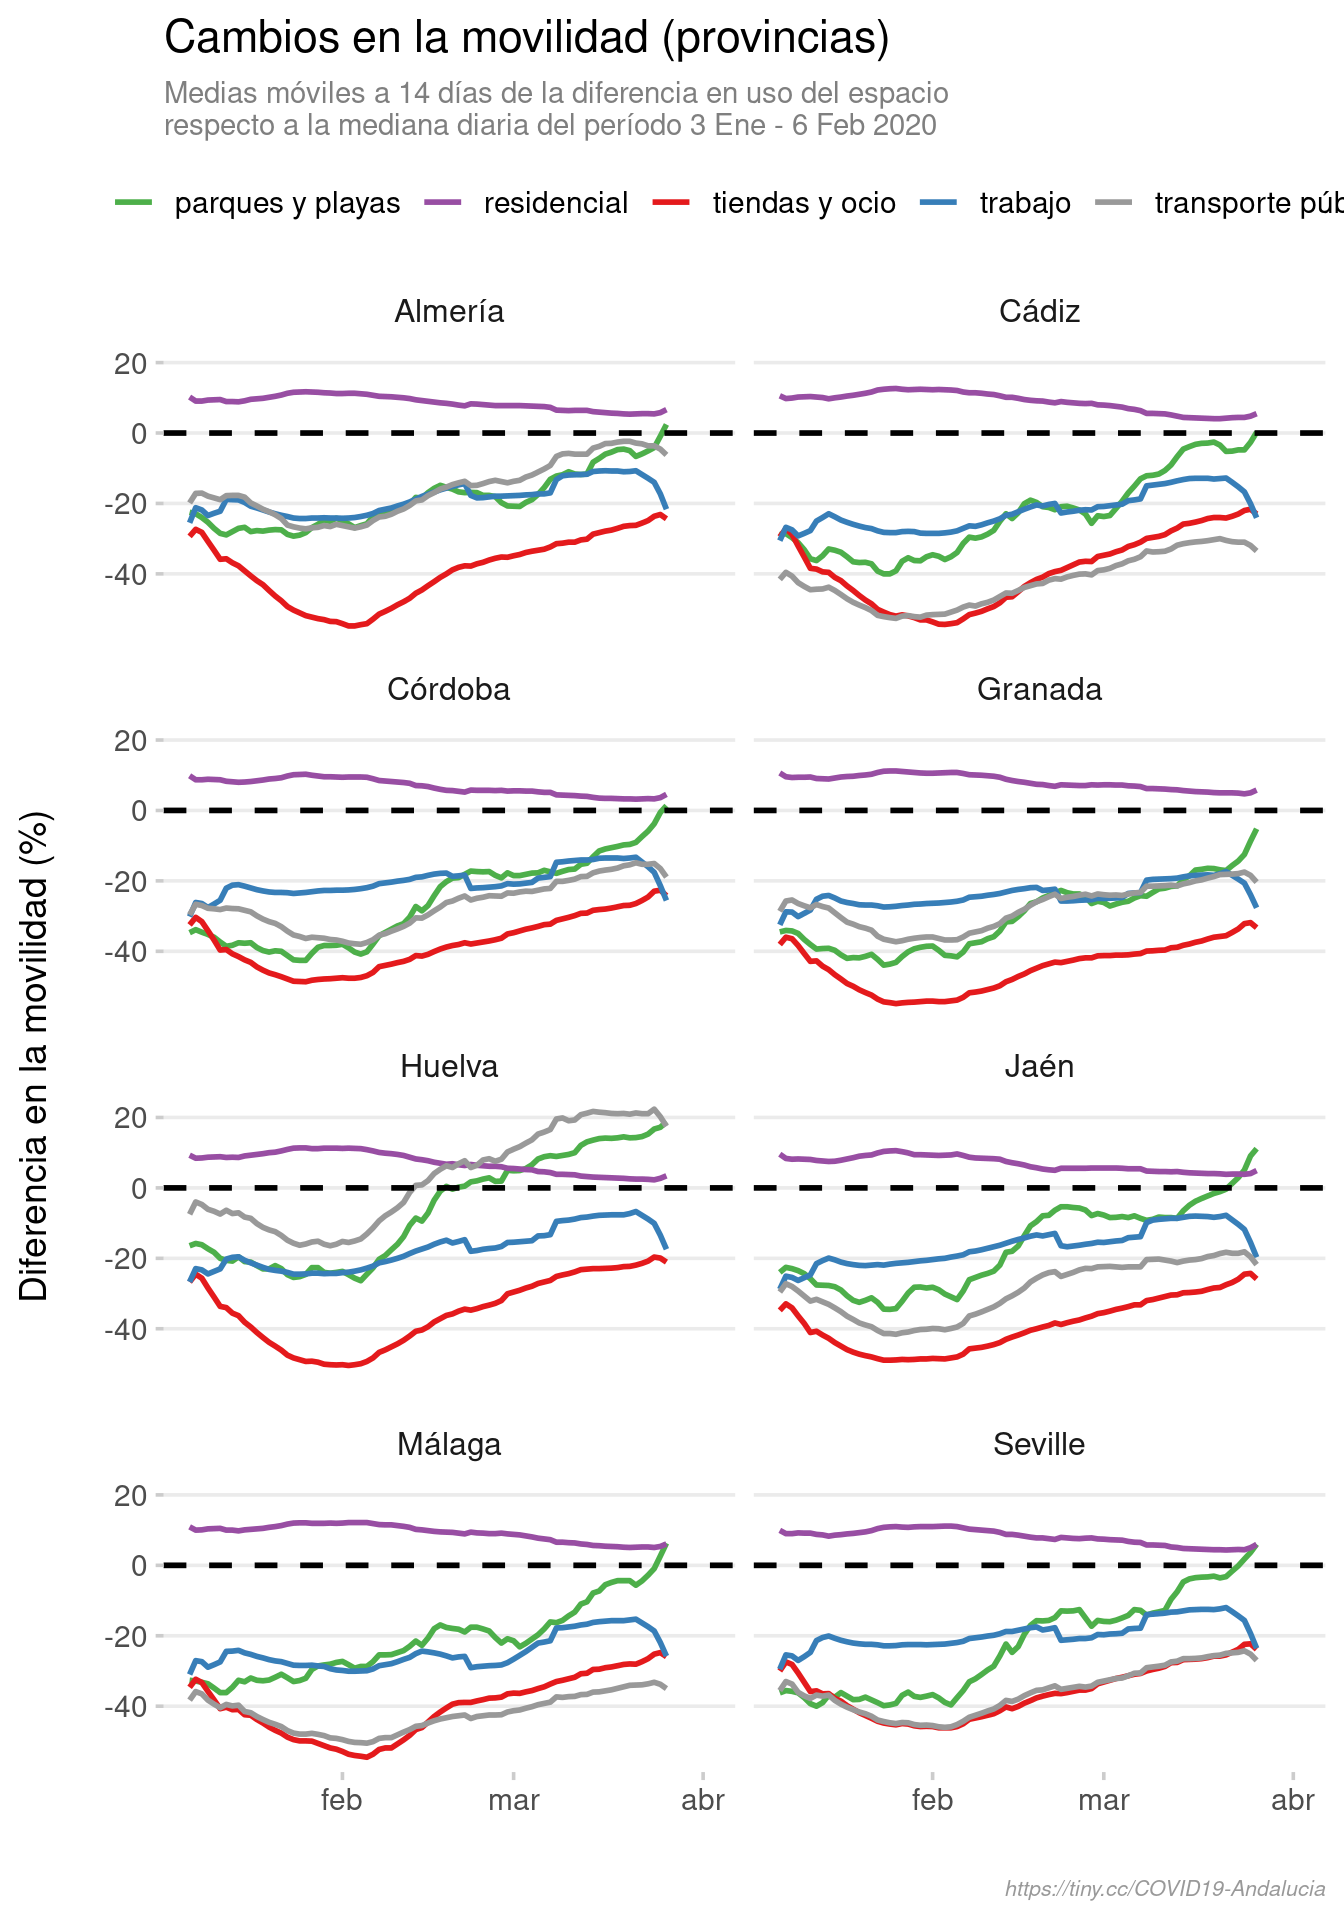 Cambios en la movilidad (provincias)
Medias móviles a 14 días de la diferencia en uso del espacio
respecto a la mediana diaria del período 3 Ene - 6 Feb 2020
parques y playas residencial tiendas y ocio trabajo transporte púb
Diferencia en la movilidad (%)
Almería Cádiz
20
0
-20
-40
Córdoba Granada
20
0
-20
-40
Huelva Jaén
20
0
-20
-40
Málaga Seville
20
0
-20
-40
feb mar abr feb mar abr
https://tiny.cc/COVID19-Andalucia